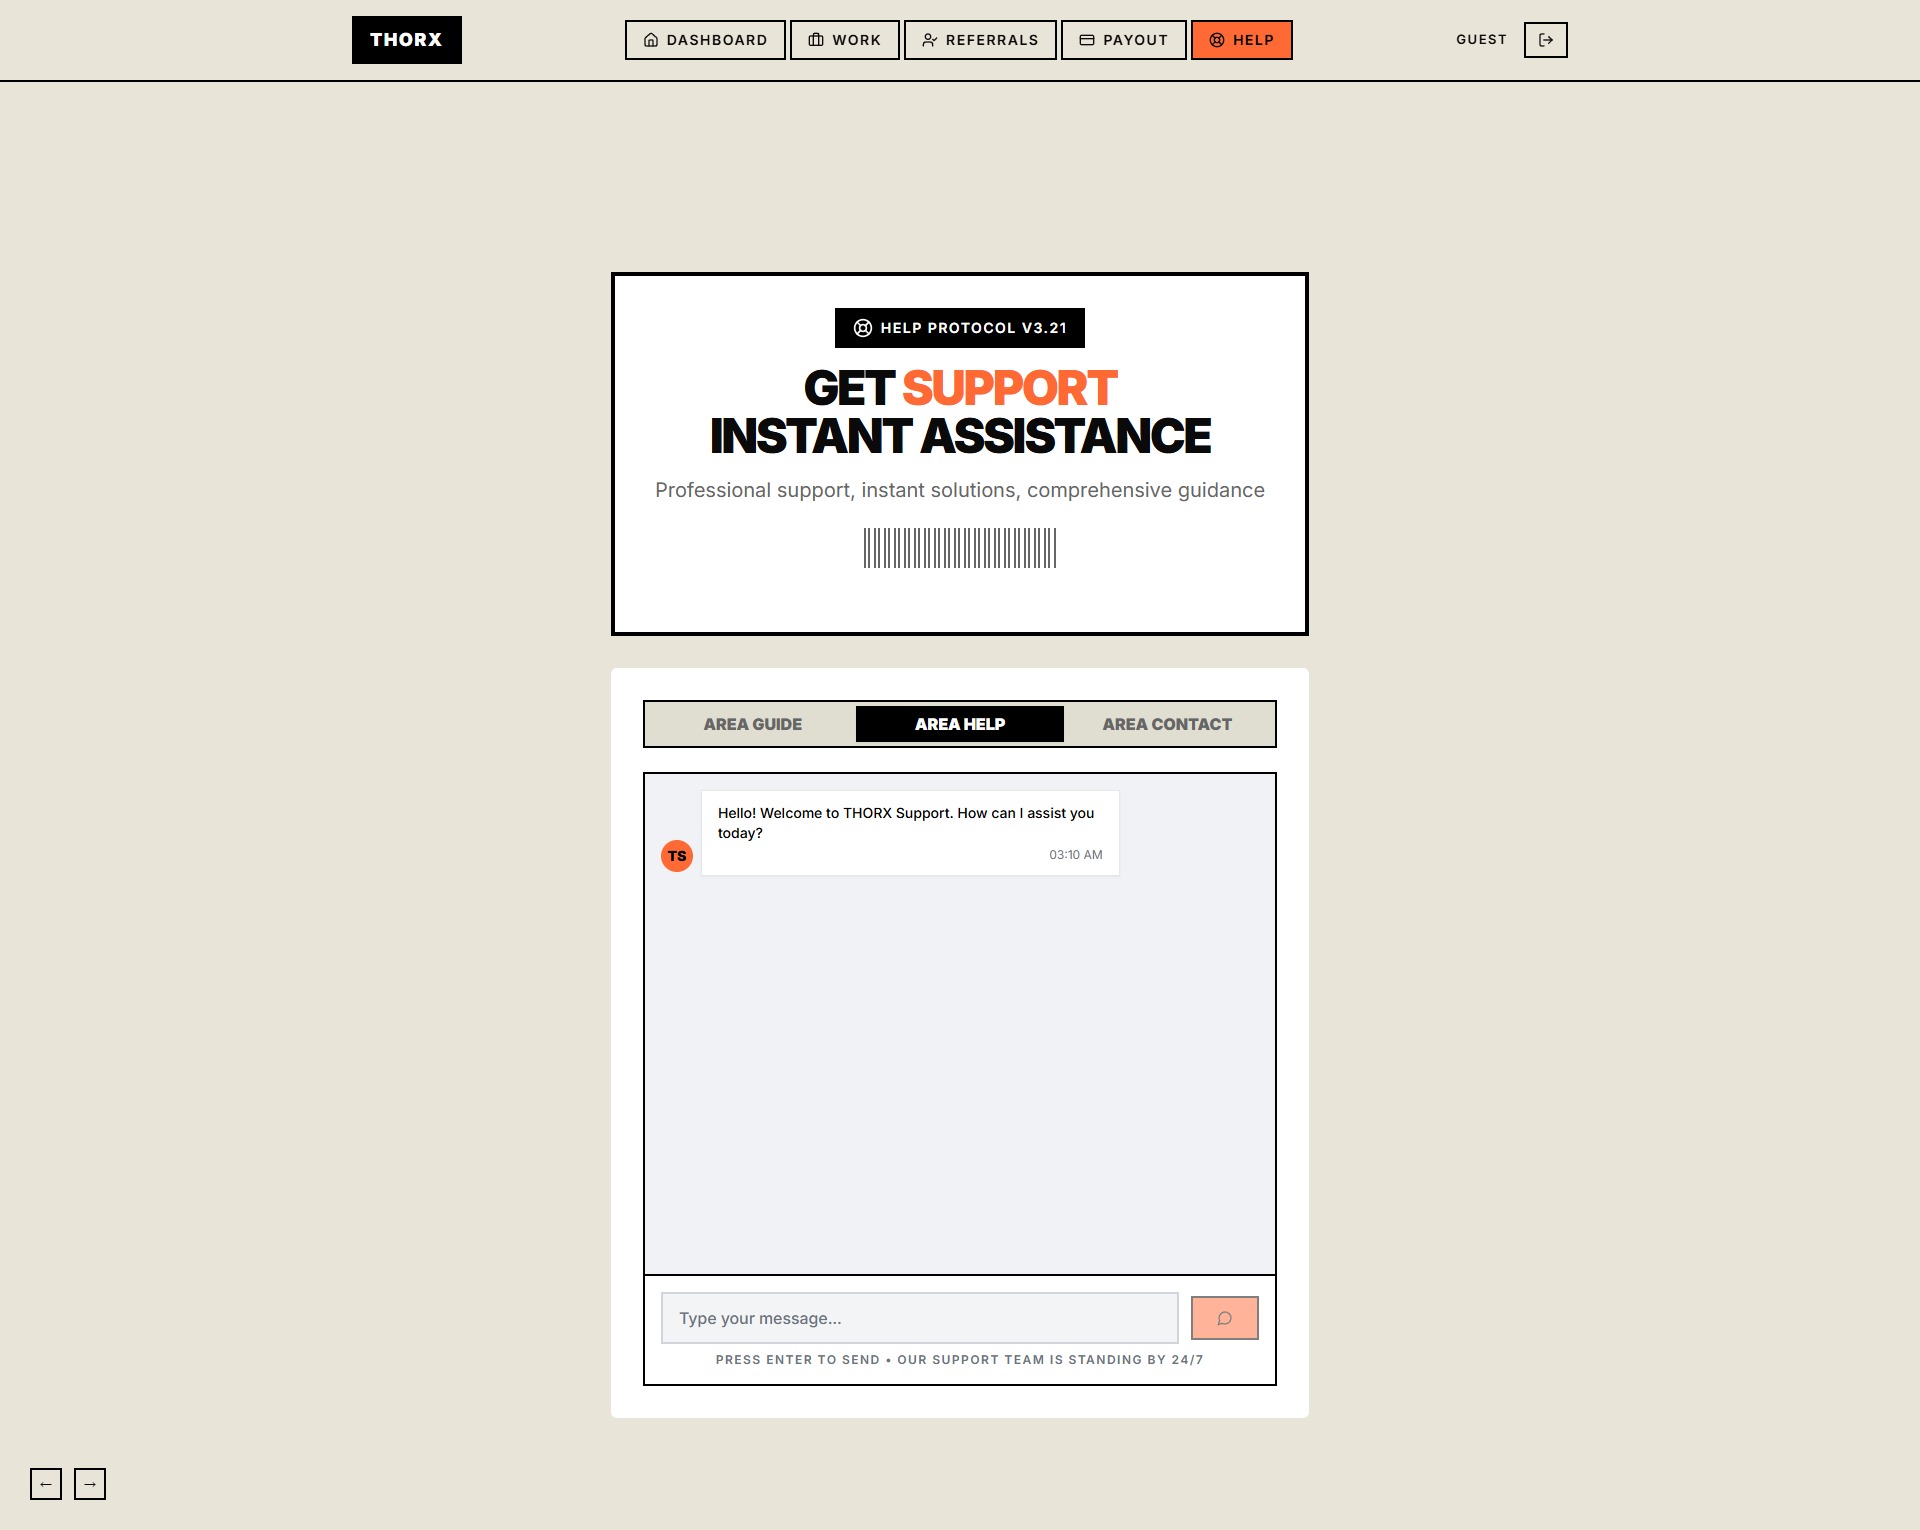 THORX
DASHBOARD
WORK
REFERRALS
PAYOUT
HELP
GUEST
HELP PROTOCOL V3.21
GET SUPPORT
INSTANT ASSISTANCE
Professional support, instant solutions, comprehensive guidance
AREA GUIDE
AREA HELP
AREA CONTACT
Hello! Welcome to THORX Support. How can I assist you
today?
TS
03:10 AM
Type your message...
PRESS ENTER TO SEND • OUR SUPPORT TEAM IS STANDING BY 24/7
← →